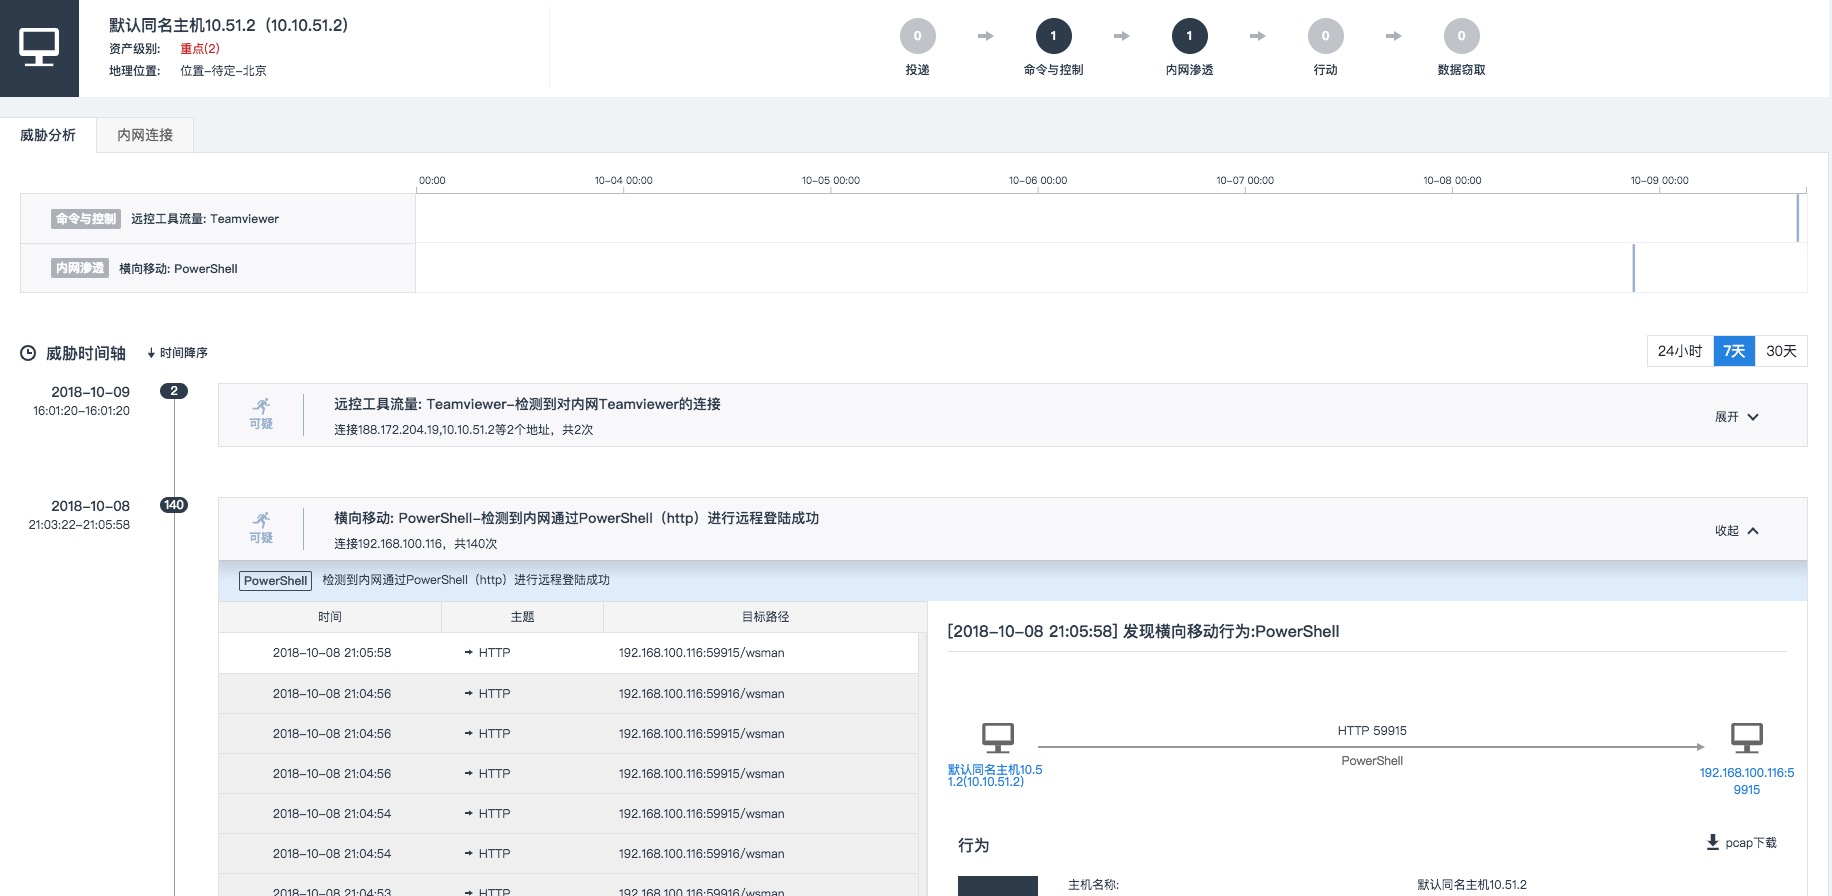 默认同名主机10.51.2（10.10.51.2）
资产级别: 重点(2)
地理位置: 位置-待定-北京
0 1 1 0 0
投递 命令与控制 内网渗透 行动 数据窃取
威胁分析 内网连接
00:00 10-04 00:00 10-05 00:00 10-06 00:00 10-07 00:00 10-08 00:00 10-09 00:00
命令与控制 远控工具流量: Teamviewer
内网渗透 横向移动: PowerShell
威胁时间轴 时间降序
24小时 7天 30天
2018-10-09 2
16:01:20-16:01:20
可疑
远控工具流量: Teamviewer-检测到对内网Teamviewer的连接
连接188.172.204.19,10.10.51.2等2个地址，共2次
展开
2018-10-08 140
21:03:22-21:05:58
可疑
横向移动: PowerShell-检测到内网通过PowerShell（http）进行远程登陆成功
连接192.168.100.116，共140次
收起
PowerShell 检测到内网通过PowerShell（http）进行远程登陆成功
时间 主题 目标路径
2018-10-08 21:05:58 HTTP 192.168.100.116:59915/wsman
2018-10-08 21:04:56 HTTP 192.168.100.116:59916/wsman
2018-10-08 21:04:56 HTTP 192.168.100.116:59915/wsman
2018-10-08 21:04:56 HTTP 192.168.100.116:59915/wsman
2018-10-08 21:04:54 HTTP 192.168.100.116:59915/wsman
2018-10-08 21:04:54 HTTP 192.168.100.116:59916/wsman
2018-10-08 21:04:53 HTTP 192.168.100.116:59915/wsman
[2018-10-08 21:05:58] 发现横向移动行为:PowerShell
HTTP 59915
PowerShell
默认同名主机10.5
1.2(10.10.51.2)
192.168.100.116:5
9915
行为 pcap下载
主机名称: 默认同名主机10.51.2